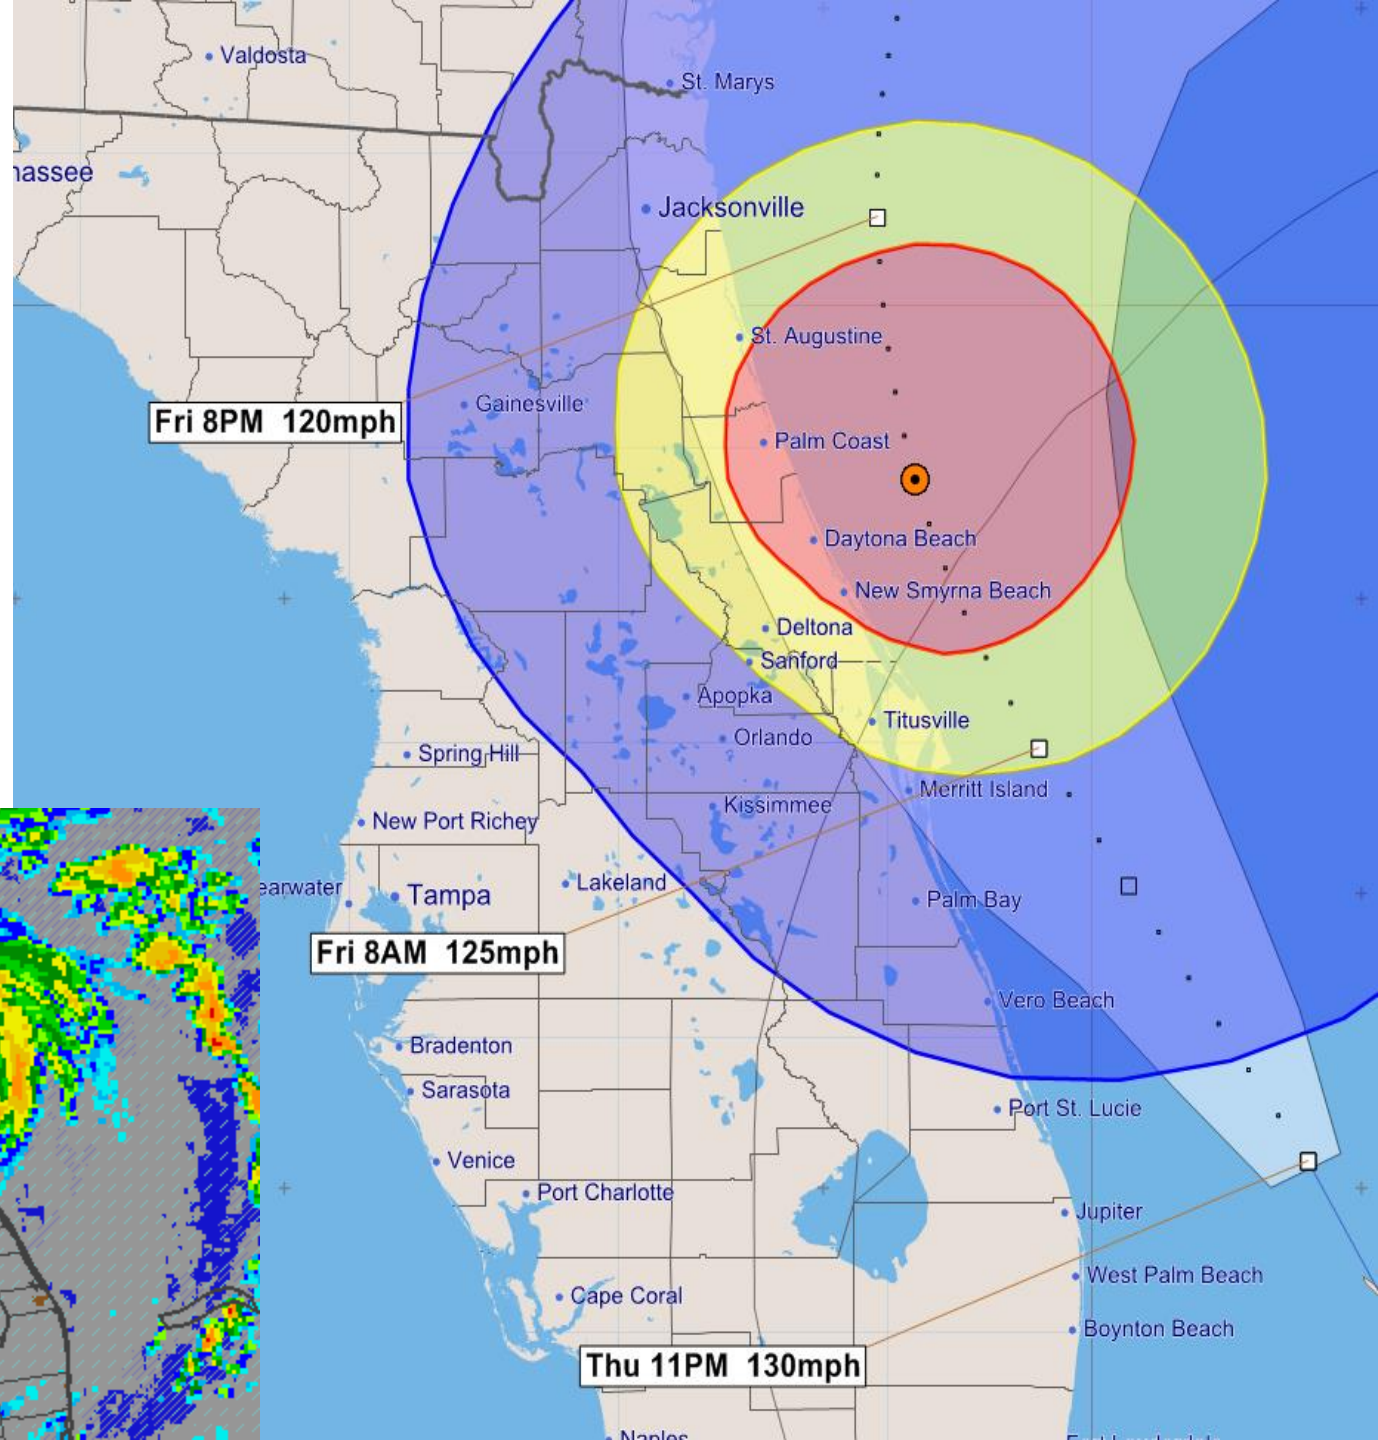 Valdosta
St. Marys
hassee
Jacksonville
St. Augustine
Gainesville
Fri 8PM 120mph
Palm Coast
Daytona Beach
New Smyrna Beach
Deltona
Sanford
Apopka
Titusville
Orlando
Spring Hill
Merritt Island
Kissimmee
New Port Richey
earwater
Lakeland
Tampa
Palm Bay
Fri 8AM 125mph
Vero Beach
Bradenton
Sarasota
Port St. Lucie
Venice
Port Charlotte
Jupiter
West Palm Beach
Cape Coral
Boynton Beach
Thu 11PM 130mph
Naples